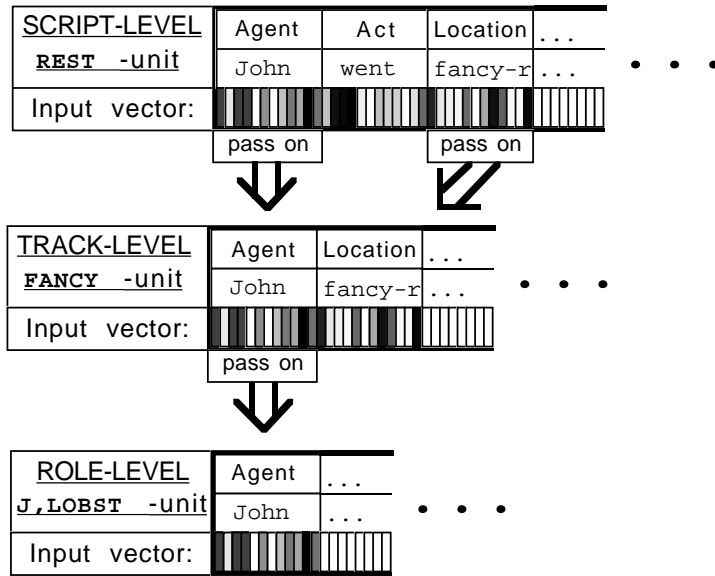 SCRIPT-LEVEL Agent Act Location ...
REST -unit John went fancy-r ... • • •
Input vector:
pass on pass on
TRACK-LEVEL Agent Location ...
FANCY -unit John fancy-r ... • • •
Input vector:
pass on
ROLE-LEVEL Agent ...
J,LOBST -unit John ... • • •
Input vector: